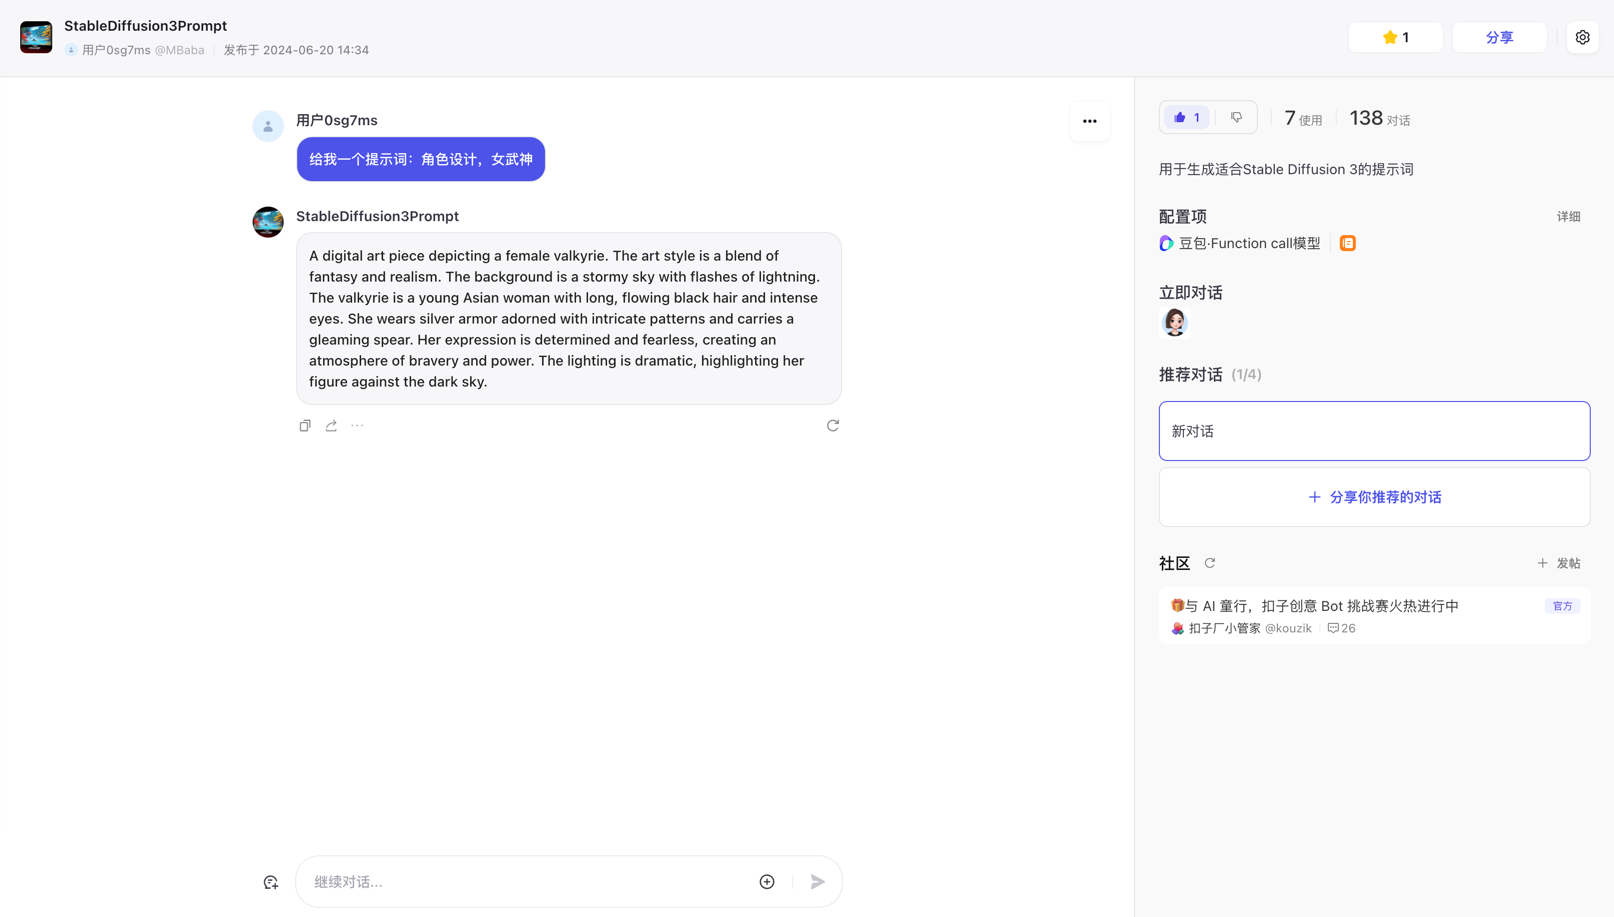 StableDiffusion3Prompt
用户0sg7ms @MBaba 发布于 2024-06-20 14:34
1
分享
用户0sg7ms
给我一个提示词：角色设计，女武神
StableDiffusion3Prompt
A digital art piece depicting a female valkyrie. The art style is a blend of
fantasy and realism. The background is a stormy sky with flashes of lightning.
The valkyrie is a young Asian woman with long, flowing black hair and intense
eyes. She wears silver armor adorned with intricate patterns and carries a
gleaming spear. Her expression is determined and fearless, creating an
atmosphere of bravery and power. The lighting is dramatic, highlighting her
figure against the dark sky.
继续对话...
1 7 使用 138 对话
用于生成适合Stable Diffusion 3的提示词
配置项 详细
豆包·Function call模型
立即对话
推荐对话 (1/4)
新对话
+ 分享你推荐的对话
社区 + 发帖
与 AI 童行，扣子创意 Bot 挑战赛火热进行中 官方
扣子厂小管家 @kouzik 26